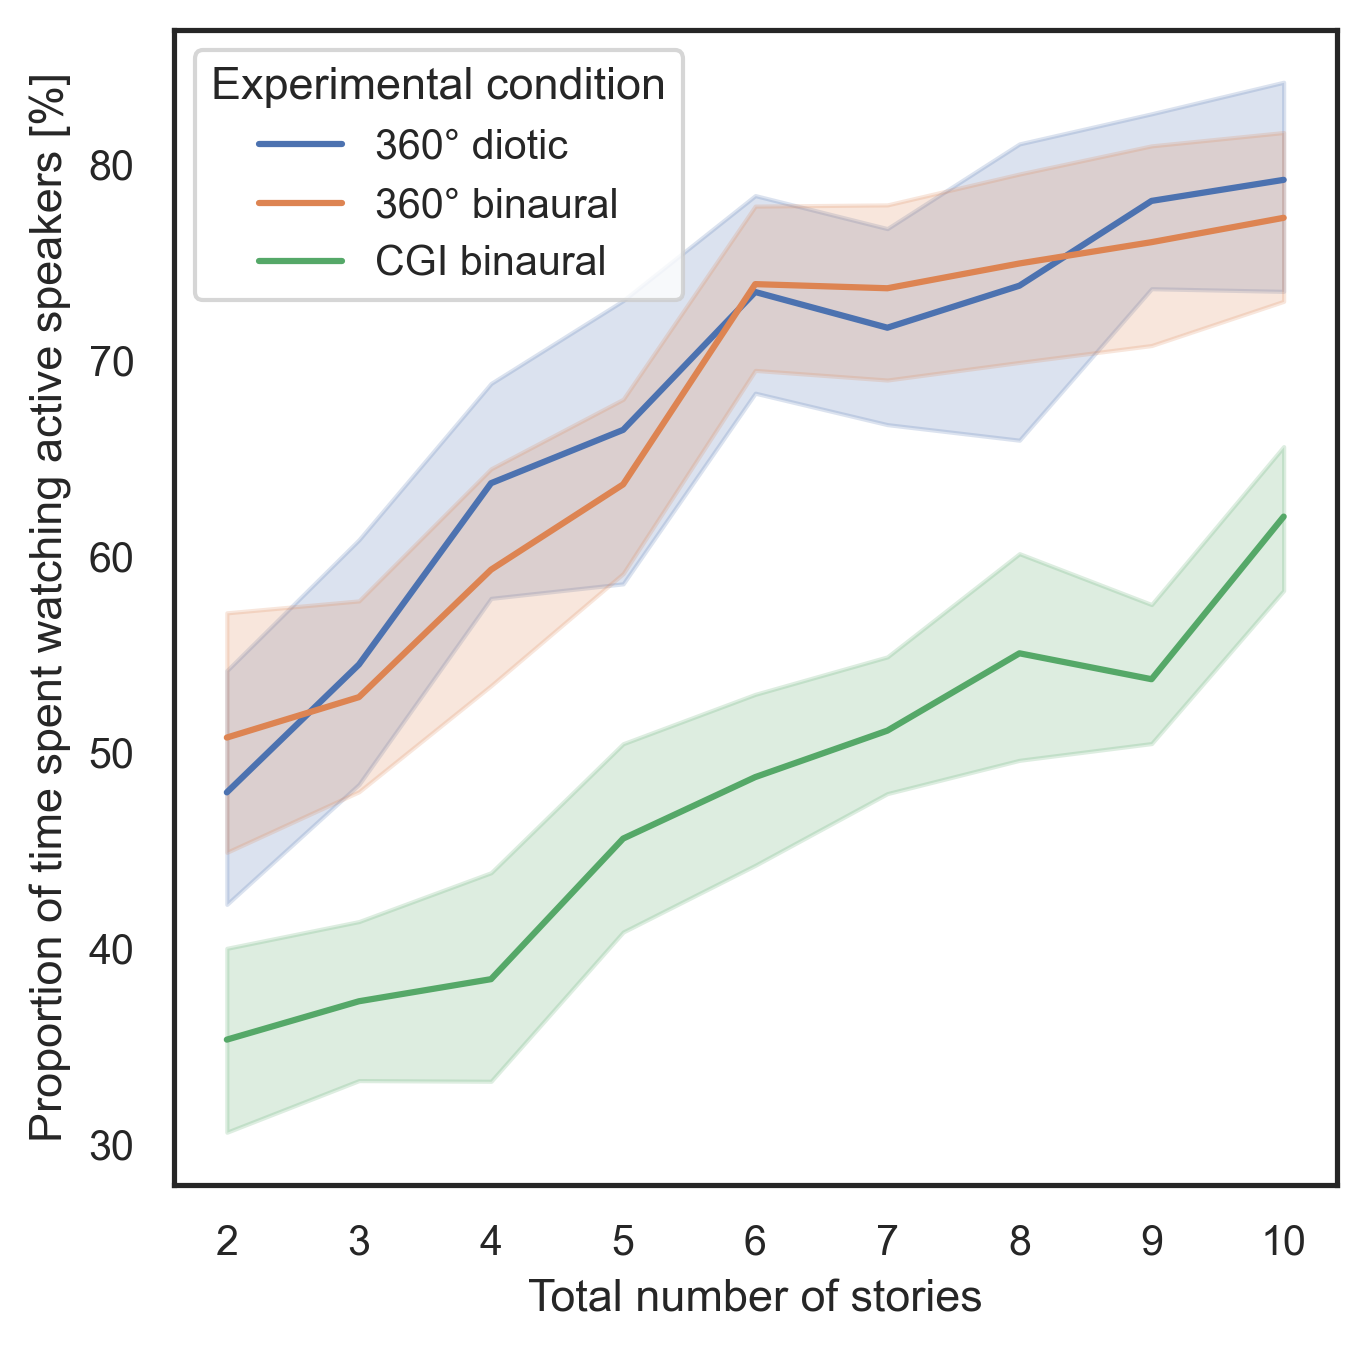 Proportion of time spent watching active speakers [%]
Experimental condition
360° diotic
360° binaural
CGI binaural
80
70
60
50
40
30
2 3 4 5 6 7 8 9 10
Total number of stories